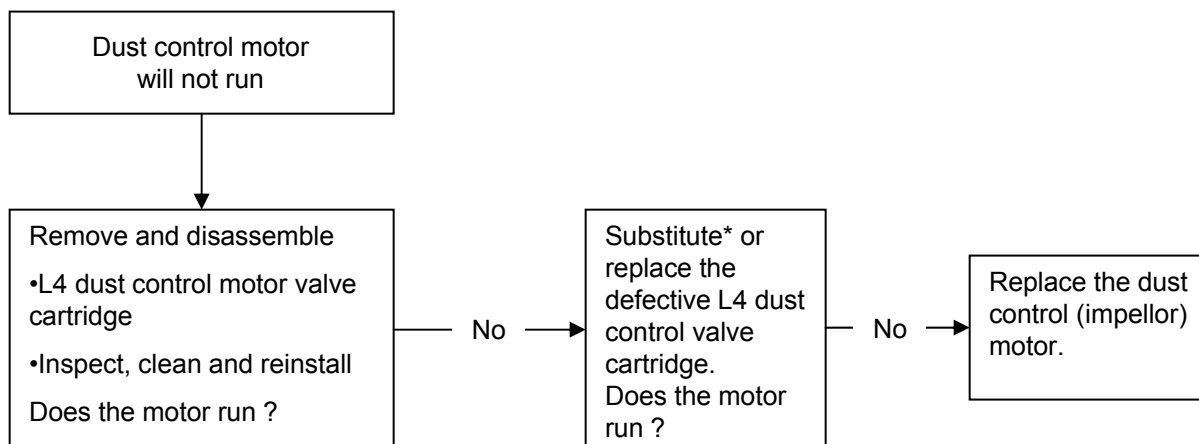 Dust control motor
will not run
Remove and disassemble
•L4 dust control motor valve
cartridge
•Inspect, clean and reinstall
Does the motor run ?
No
Substitute* or
replace the
defective L4 dust
control valve
cartridge.
Does the motor
run ?
No
Replace the dust
control (impellor)
motor.